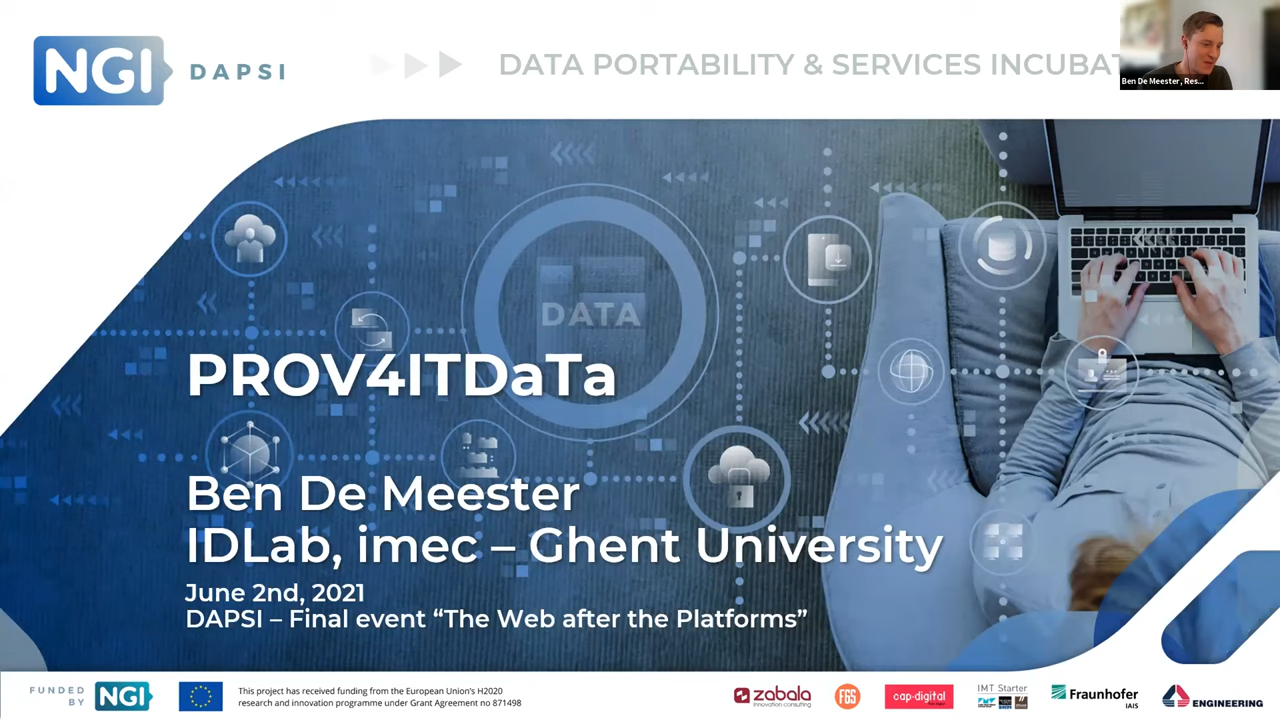 NGI DAPSI DATA PORTABILITY & SERVICES INCUBAT
Ben De Meester, Res...
DATA
PROV4ITDaTa
Ben De Meester
IDLab, imec – Ghent University
June 2nd, 2021
DAPSI – Final event “The Web after the Platforms”
FUNDED
BY
NGI
This project has received funding from the European Union’s H2020
research and innovation programme under Grant Agreement no 871498
zabala
innovation consulting
FGS
cap·digital
IMT Starter
Fraunhofer
IAIS
ENGINEERING